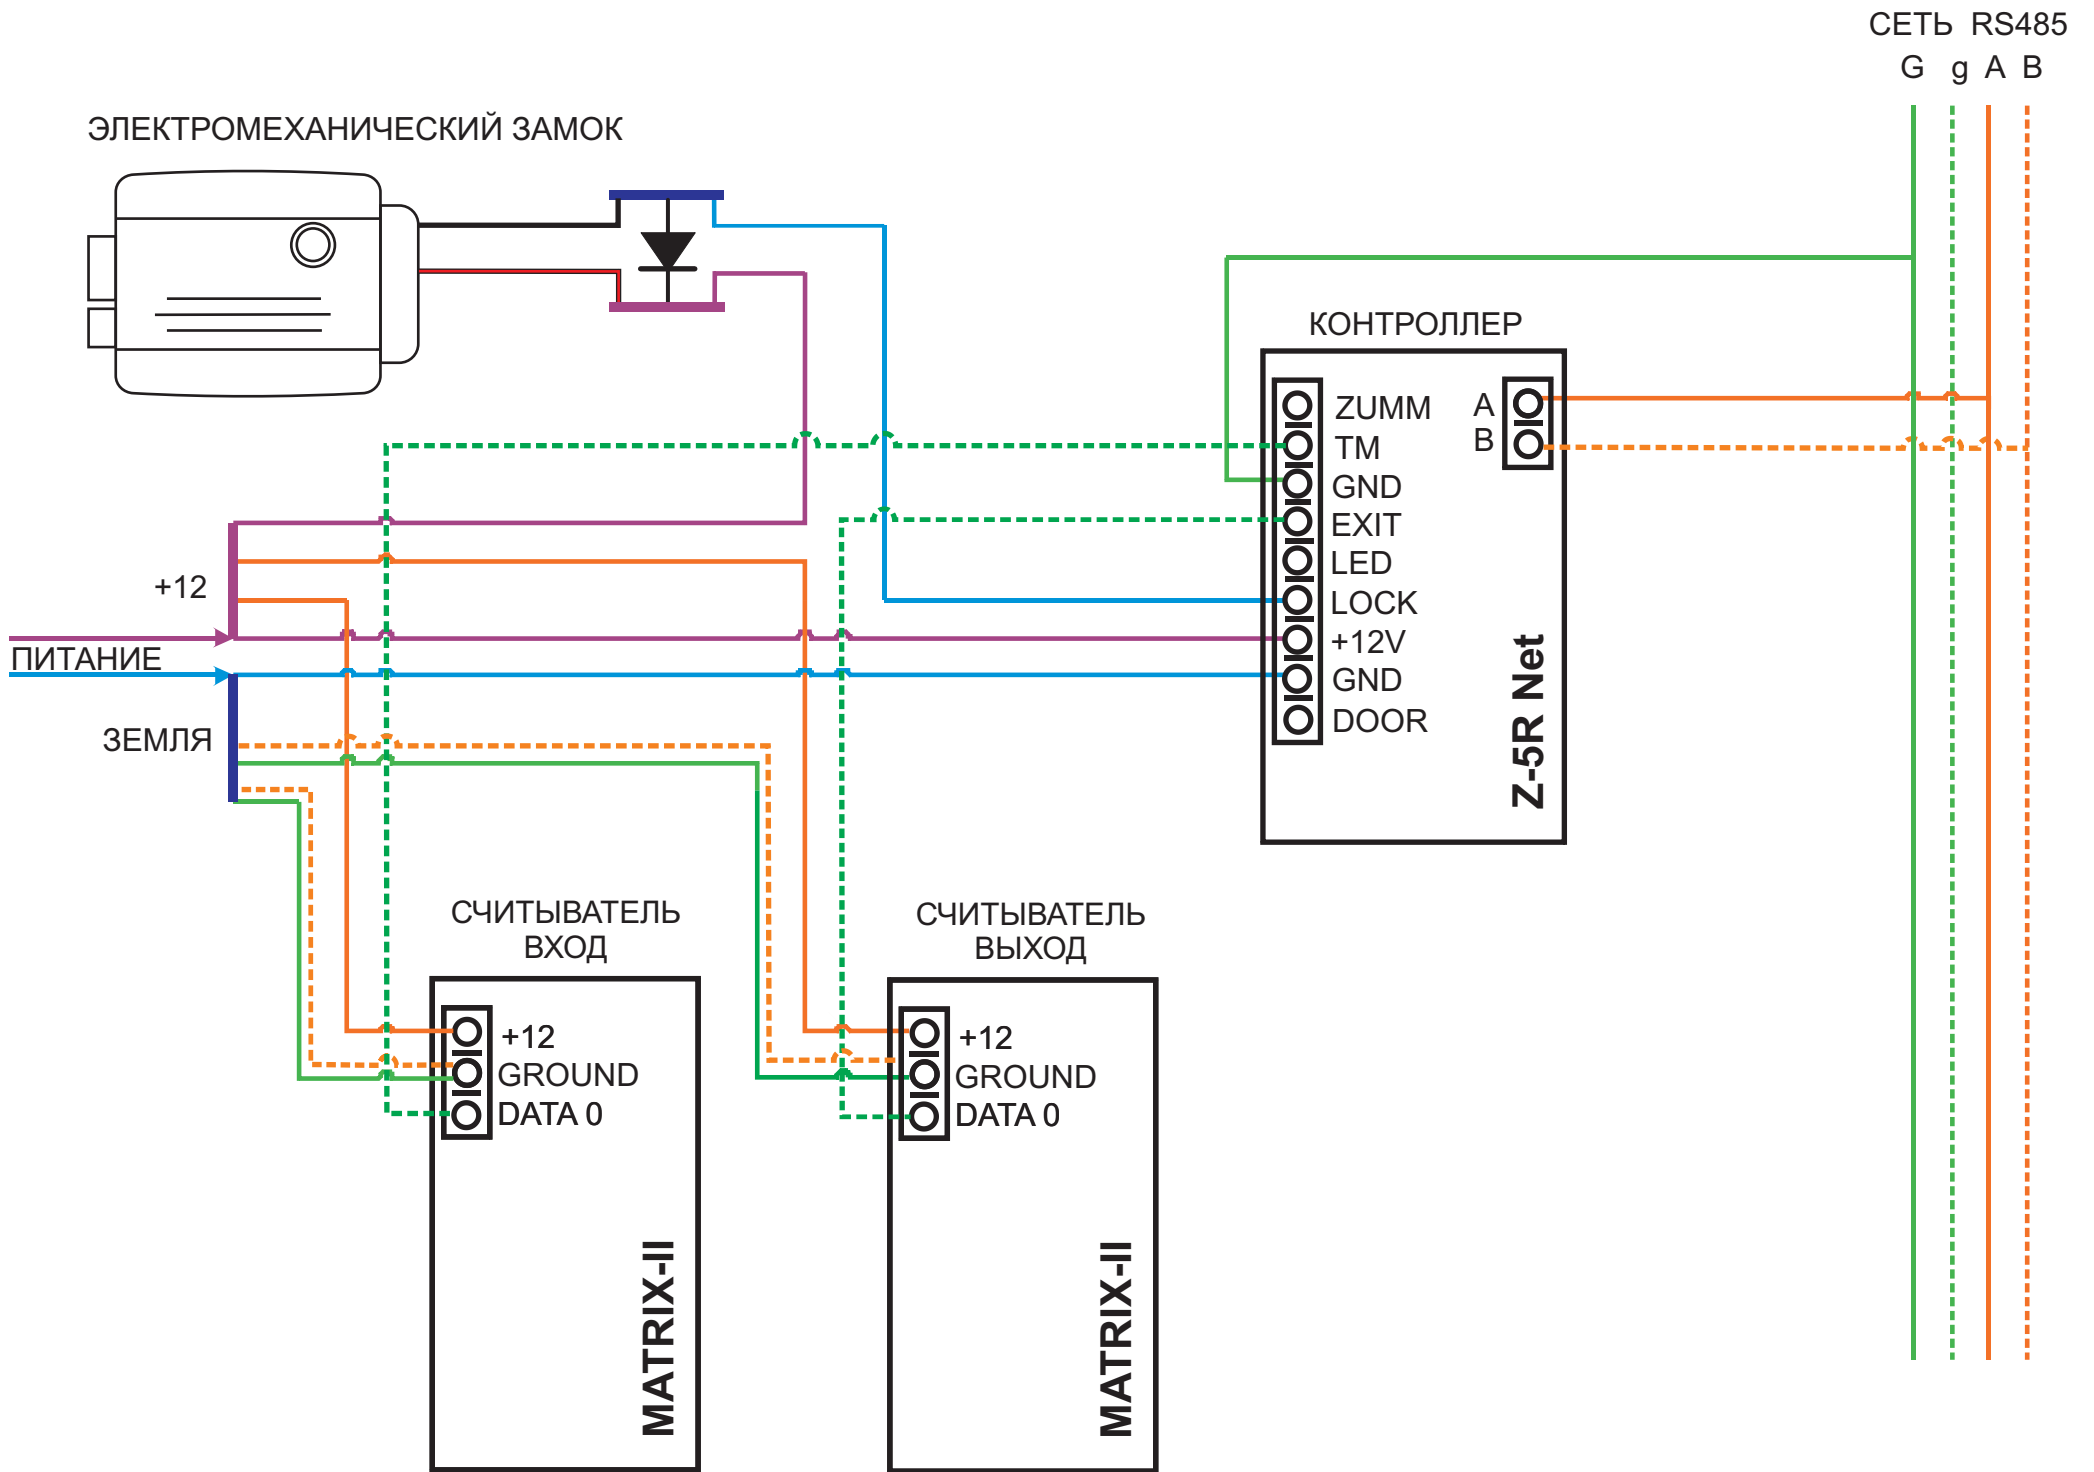 СЕТЬ RS485
G g A B
ЭЛЕКТРОМЕХАНИЧЕСКИЙ ЗАМОК
КОНТРОЛЛЕР
ZUMM
TM
GND
EXIT
LED
LOCK
+12V
GND
DOOR
A
B
Z-5R Net
+12
ПИТАНИЕ
ЗЕМЛЯ
СЧИТЫВАТЕЛЬ
ВХОД
+12
GROUND
DATA 0
MATRIX-II
СЧИТЫВАТЕЛЬ
ВЫХОД
+12
GROUND
DATA 0
MATRIX-II